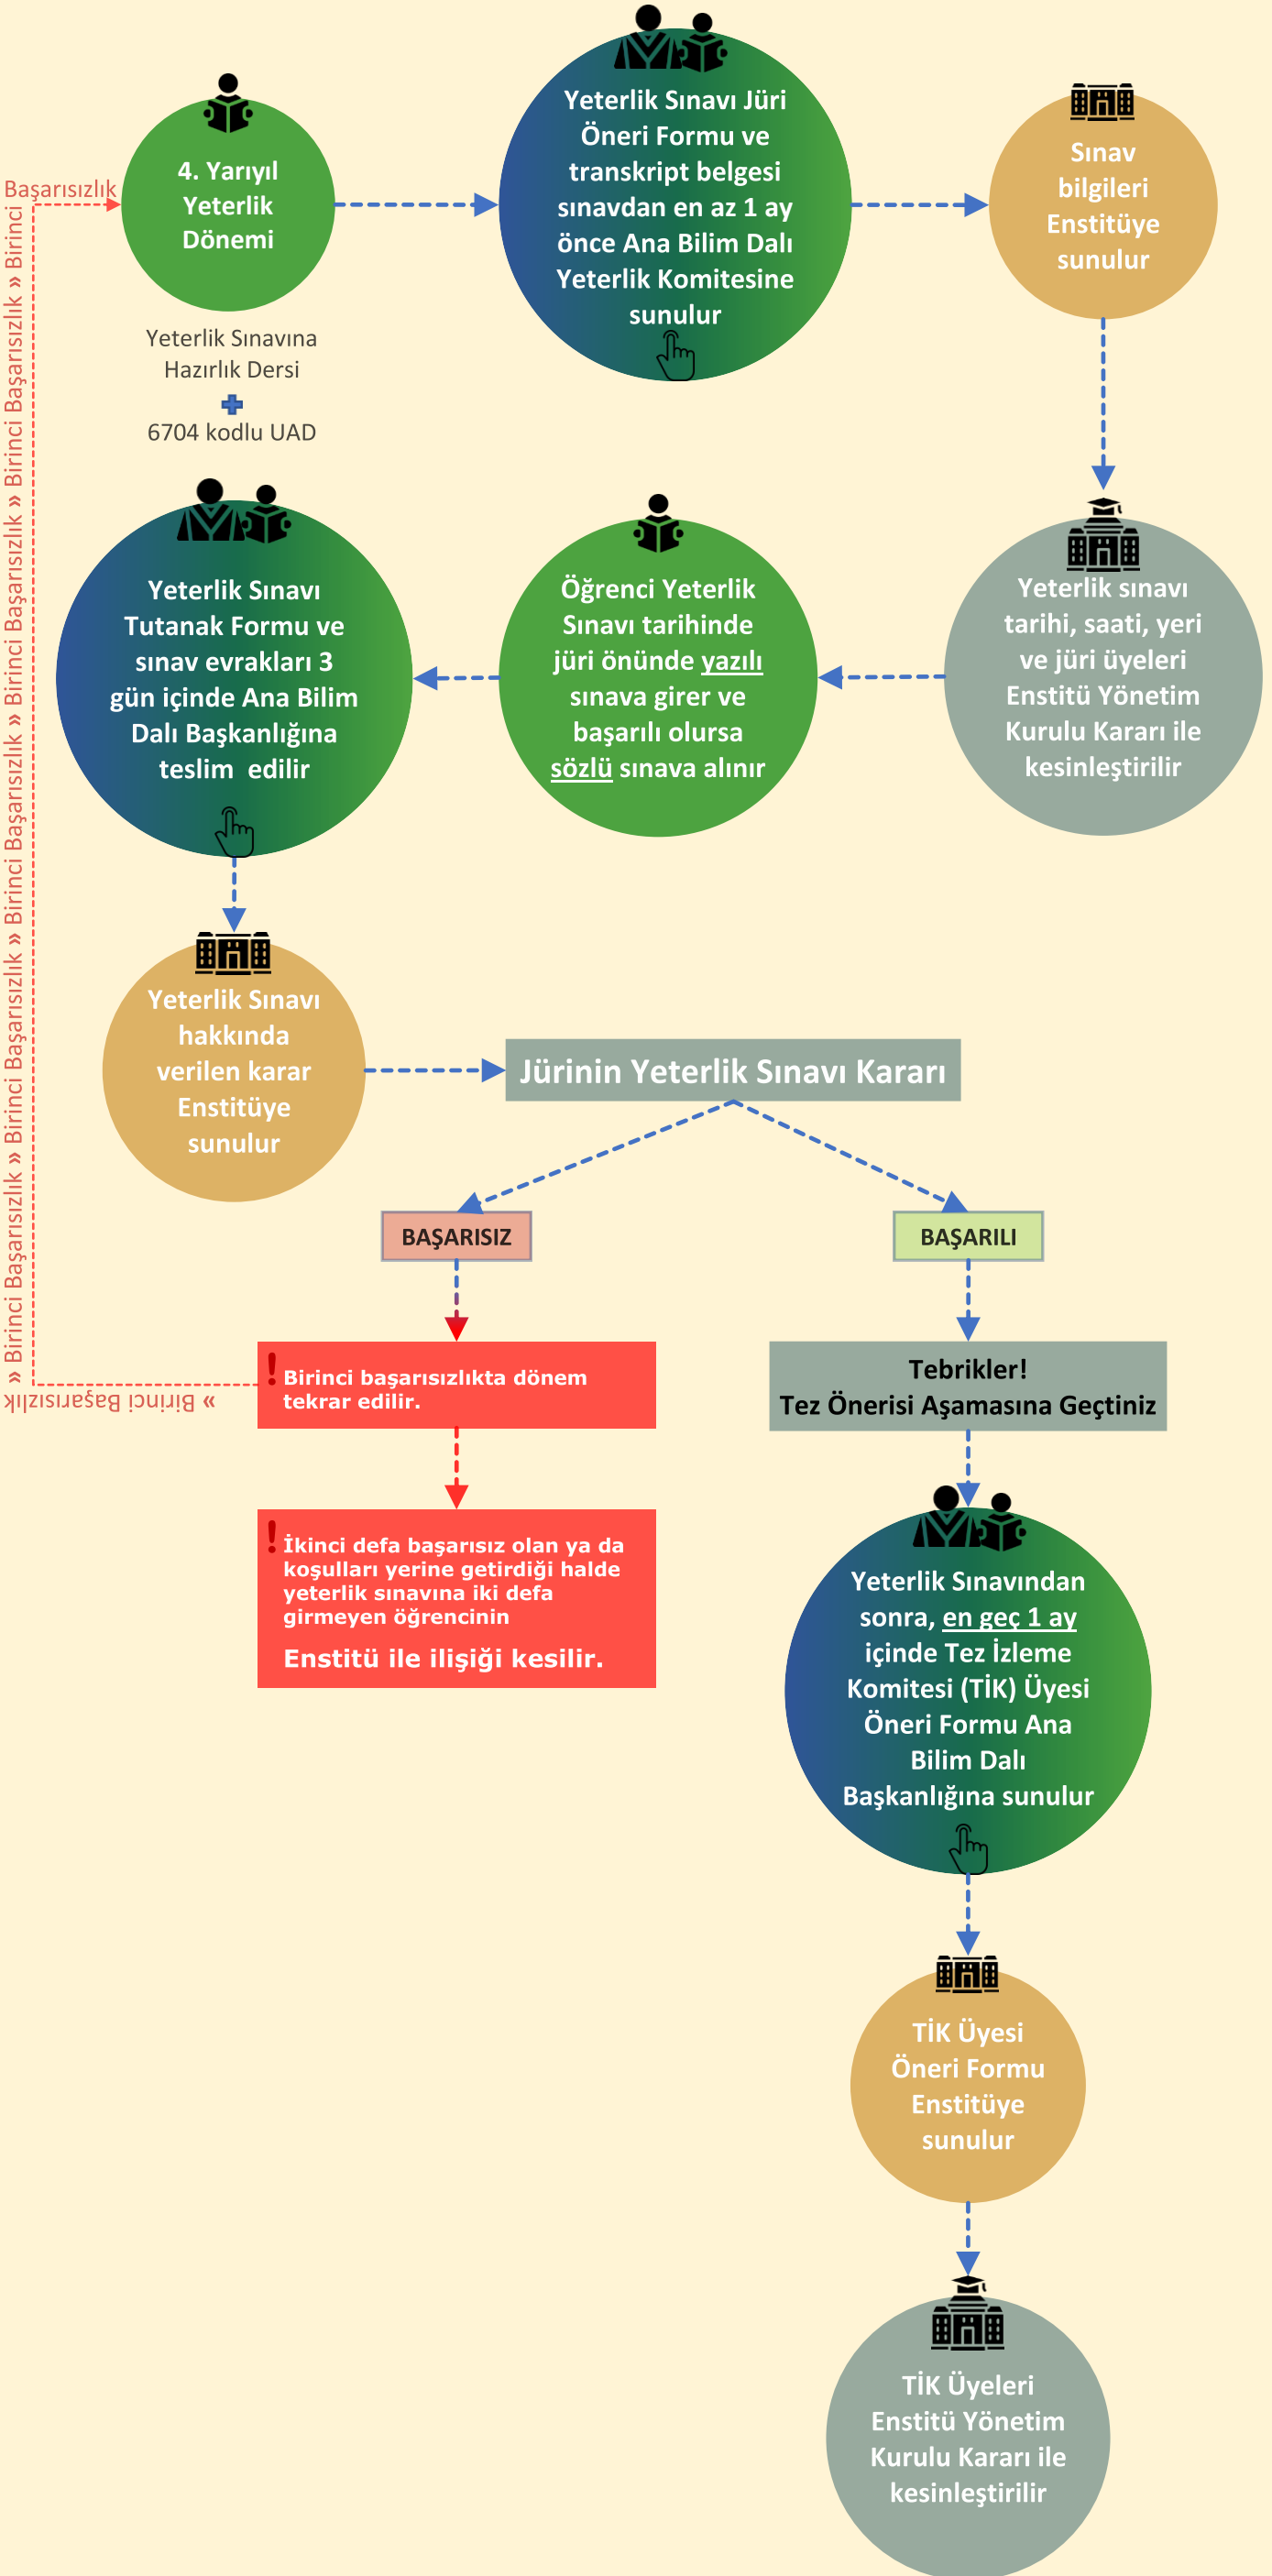 4. Yarıyıl
Yeterlik
Dönemi
Yeterlik Sınavına
Hazırlık Dersi
6704 kodlu UAD
Yeterlik Sınavı Jüri
Öneri Formu ve
transkript belgesi
sınavdan en az 1 ay
önce Ana Bilim Dalı
Yeterlik Komitesine
sunulur
Sınav
bilgileri
Enstitüye
sunulur
Yeterlik sınavı
tarihi, saati, yeri
ve jüri üyeleri
Enstitü Yönetim
Kurulu Kararı ile
kesinleştirilir
Öğrenci Yeterlik
Sınavı tarihinde
jüri önünde yazılı
sınava girer ve
başarılı olursa
sözlü sınava alınır
Yeterlik Sınavı
Tutanak Formu ve
sınav evrakları 3
gün içinde Ana Bilim
Dalı Başkanlığına
teslim  edilir
Yeterlik Sınavı
hakkında
verilen karar
Enstitüye
sunulur
Jürinin Yeterlik Sınavı Kararı
BAŞARISIZ
BAŞARILI
! Birinci başarısızlıkta dönem
tekrar edilir.
! İkinci defa başarısız olan ya da
koşulları yerine getirdiği halde
yeterlik sınavına iki defa
girmeyen öğrencinin
Enstitü ile ilişiği kesilir.
» Birinci Başarısızlık
» Birinci Başarısızlık » Birinci Başarısızlık » Birinci Başarısızlık » Birinci Başarısızlık » Birinci Başarısızlık » Birinci Başarısızlık » Birinci Başarısızlık » Birinci
Başarısızlık
Tebrikler!
Tez Önerisi Aşamasına Geçtiniz
Yeterlik Sınavından
sonra, en geç 1 ay
içinde Tez İzleme
Komitesi (TİK) Üyesi
Öneri Formu Ana
Bilim Dalı
Başkanlığına sunulur
TİK Üyesi
Öneri Formu
Enstitüye
sunulur
TİK Üyeleri
Enstitü Yönetim
Kurulu Kararı ile
kesinleştirilir